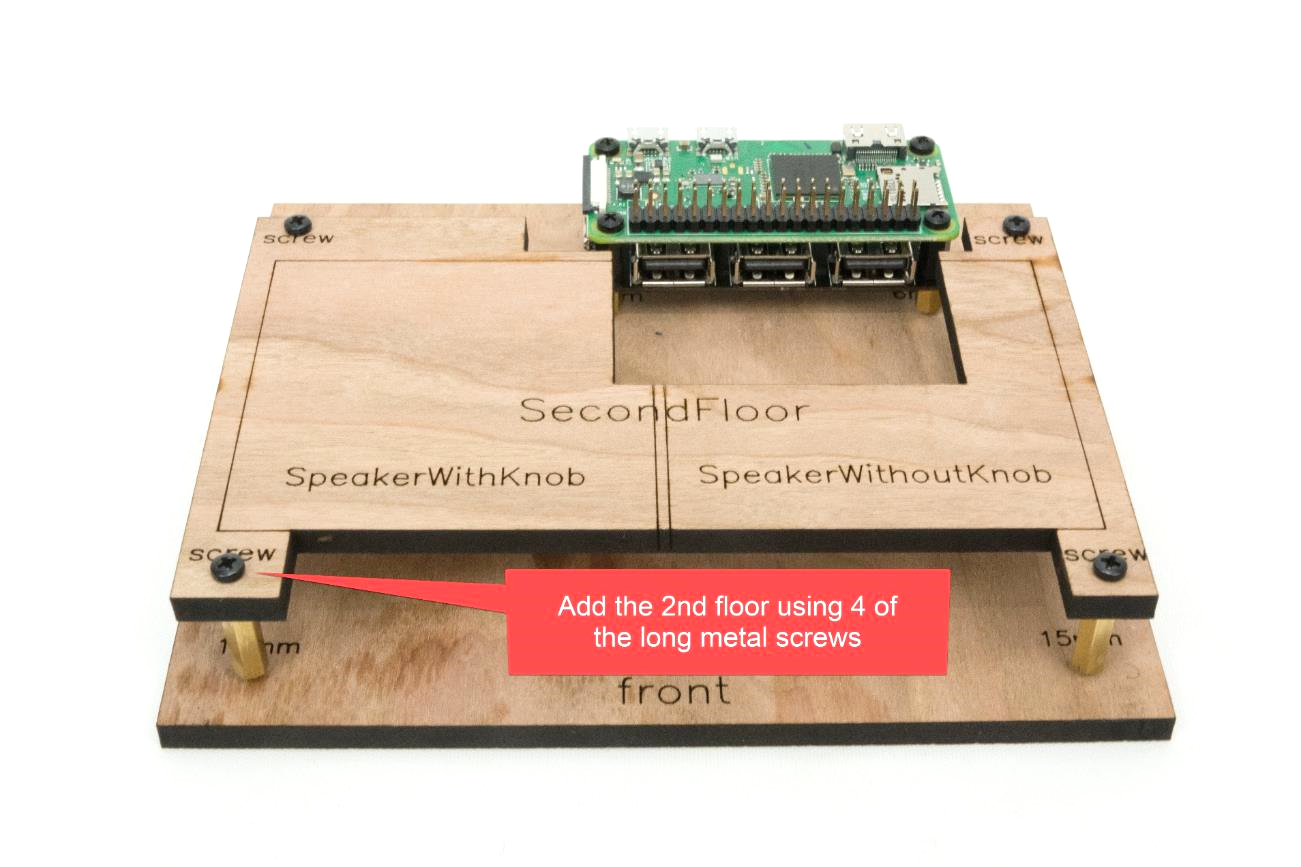 screw
screw
SecondFloor
SpeakerWithKnob
SpeakerWithoutKnob
screw
screw
Add the 2nd floor using 4 of
the long metal screws
front